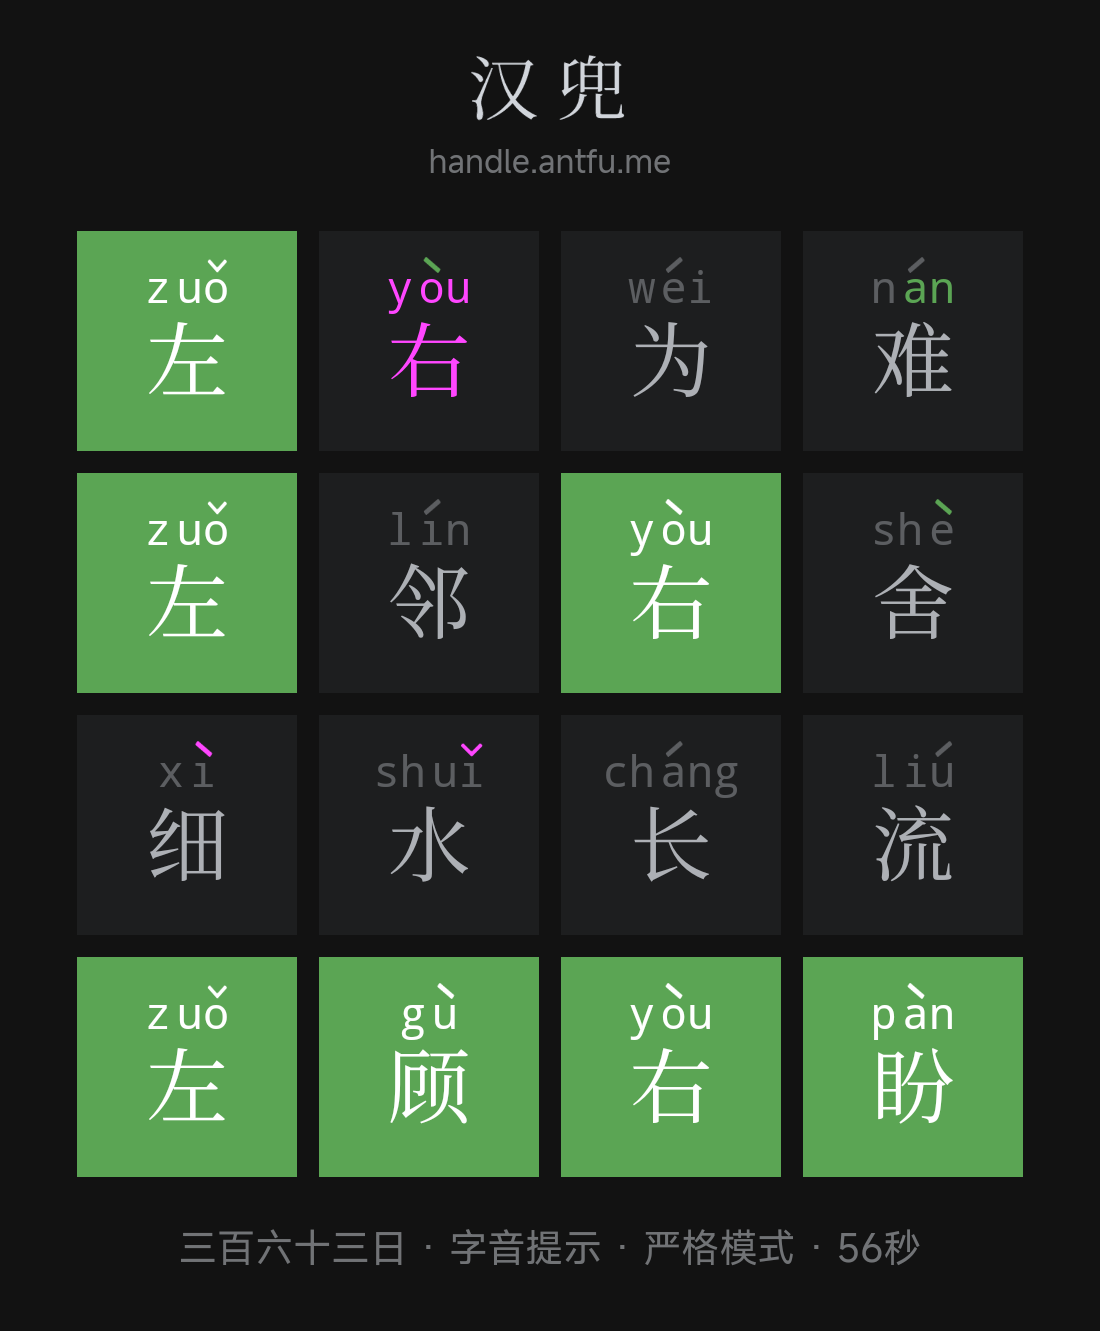 汉兜
handle.antfu.me
zuǒ yòu wéi nán
左 右 为 难
zuǒ lín yòu shè
左 邻 右 舍
xì shuǐ cháng liú
细 水 长 流
zuǒ gù yòu pàn
左 顾 右 盼
三百六十三日 · 字音提示 · 严格模式 · 56秒